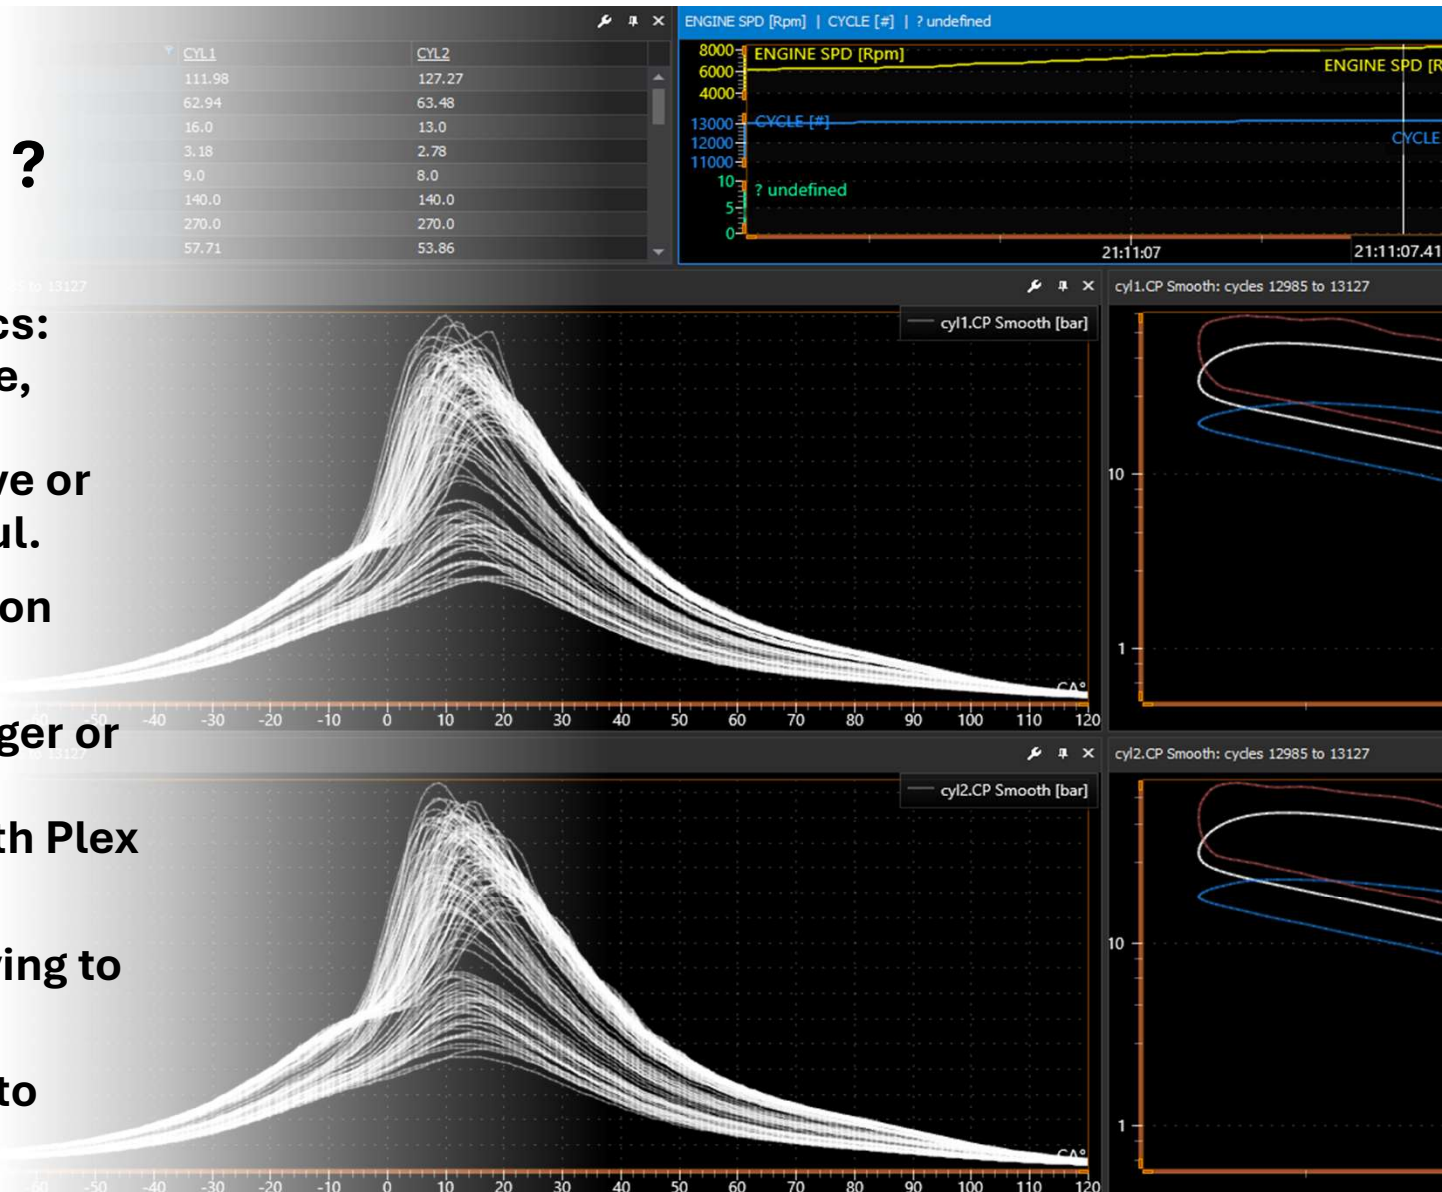 ?
cs:
e,
ve or
ul.
on
ger or
th Plex
ving to
to
CYL1 CYL2
111.98 127.27
62.94 63.48
16.0 13.0
3.18 2.78
9.0 8.0
140.0 140.0
270.0 270.0
57.71 53.86
ENGINE SPD [Rpm] | CYCLE [#] | ? undefined
8000 ENGINE SPD [Rpm]
6000 ENGINE SPD [R
4000
13000 CYCLE [#]
12000 CYCLE
11000
10 ? undefined
5
0
21:11:07 21:11:07.41
to 13127
cyl1.CP Smooth [bar]
CA°
-50 -40 -30 -20 -10 0 10 20 30 40 50 60 70 80 90 100 110 120
cyl1.CP Smooth: cycles 12985 to 13127
10
1
13127
cyl2.CP Smooth [bar]
CA°
-60 -50 -40 -30 -20 -10 0 10 20 30 40 50 60 70 80 90 100 110 120
cyl2.CP Smooth: cycles 12985 to 13127
10
1